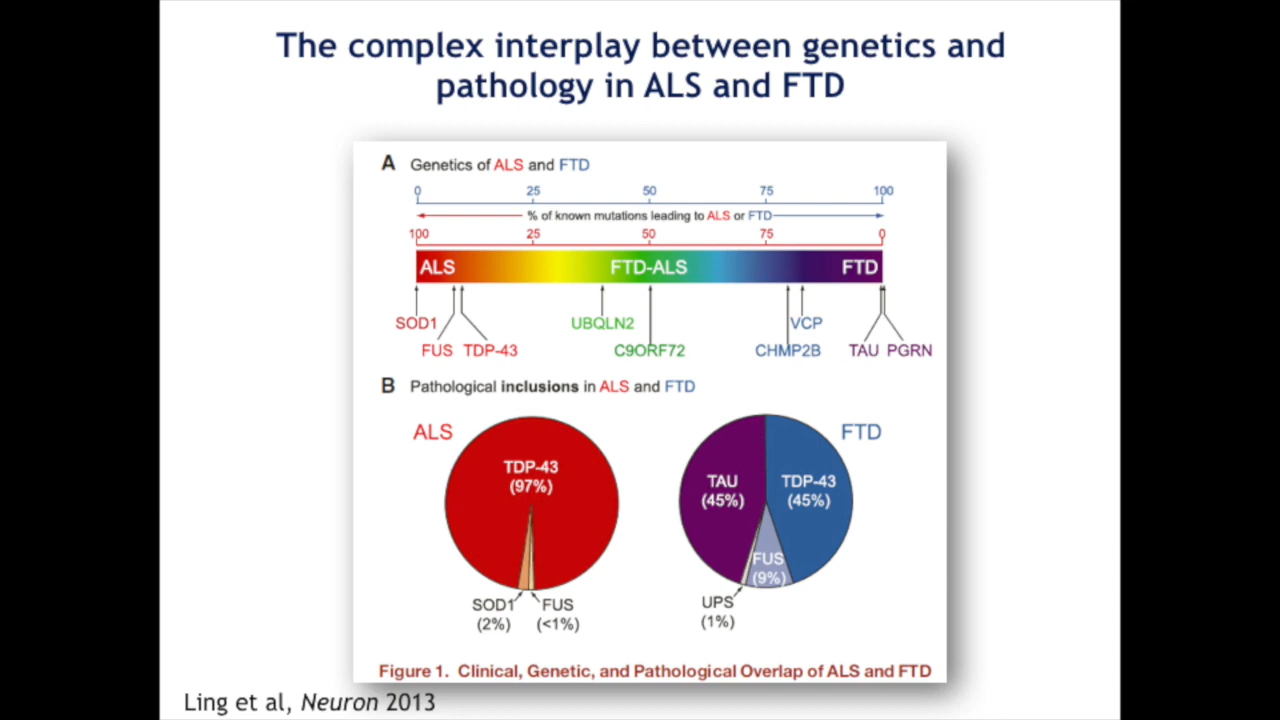 The complex interplay between genetics and
pathology in ALS and FTD
A Genetics of ALS and FTD
0 25 50 75 100
% of known mutations leading to ALS or FTD
100 25 50 75 0
ALS FTD-ALS FTD
SOD1 UBQLN2 VCP
FUS TDP-43 C9ORF72 CHMP2B TAU PGRN
B Pathological inclusions in ALS and FTD
ALS FTD
TDP-43
(97%)
TAU
(45%)
TDP-43
(45%)
FUS
(9%)
SOD1
(2%)
FUS
(<1%)
UPS
(1%)
Figure 1. Clinical, Genetic, and Pathological Overlap of ALS and FTD
Ling et al, Neuron 2013